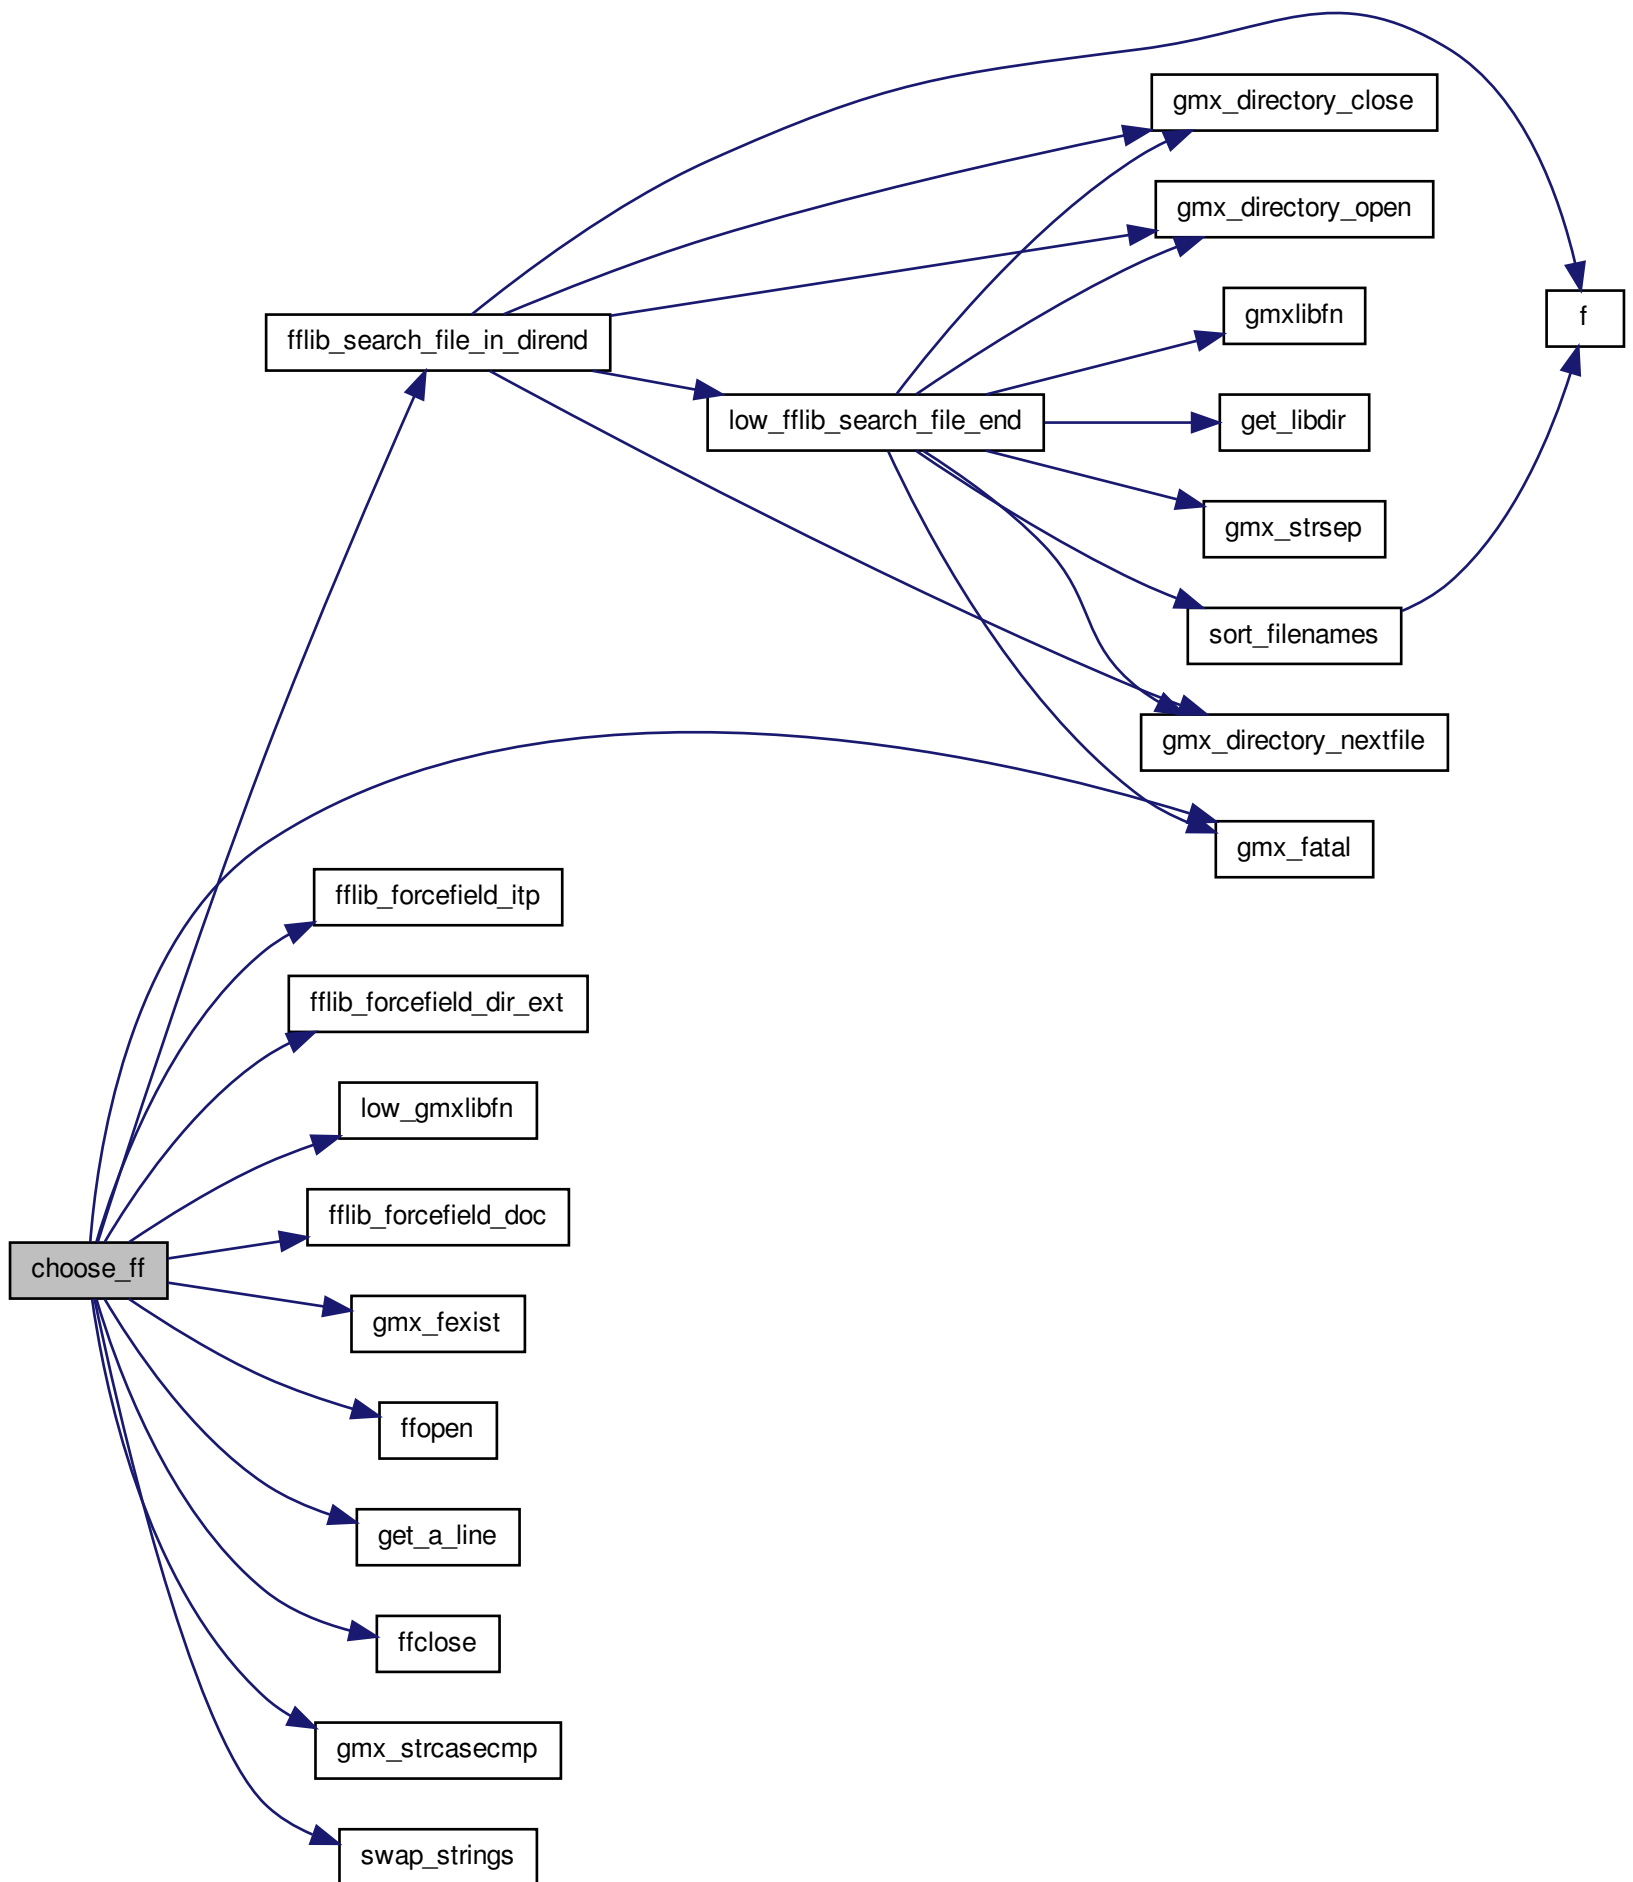 gmx_directory_close
gmx_directory_open
gmxlibfn
f
fflib_search_file_in_dirend
low_fflib_search_file_end
get_libdir
gmx_strsep
sort_filenames
gmx_directory_nextfile
gmx_fatal
fflib_forcefield_itp
fflib_forcefield_dir_ext
low_gmxlibfn
fflib_forcefield_doc
choose_ff
gmx_fexist
ffopen
get_a_line
ffclose
gmx_strcasecmp
swap_strings